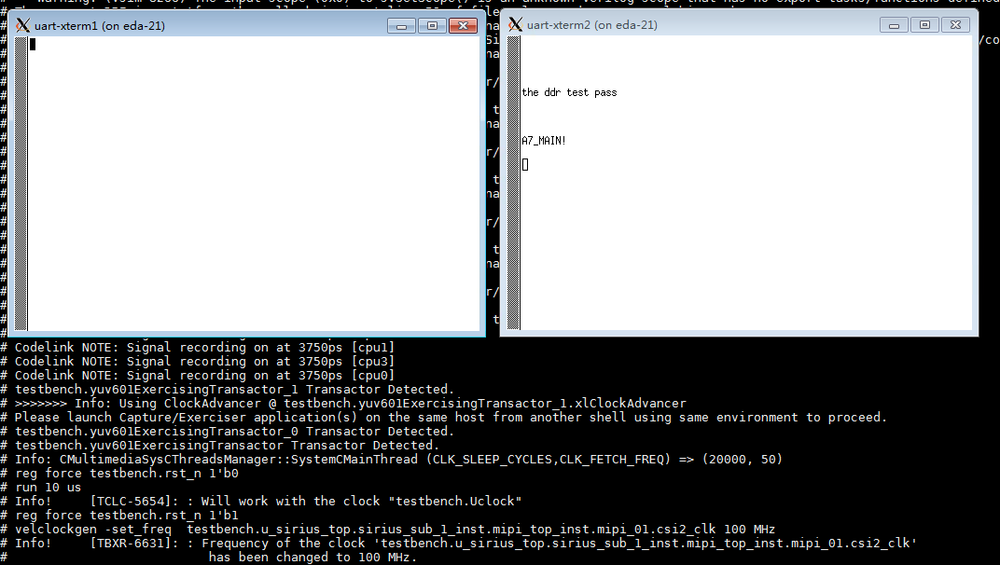 # ** Warning: (vsim-8286) The input scope (0x0) to svSetScope() is an unknown Verilog scope that has no export tasks/functions defined
uart-xterm1 (on eda-21)
uart-xterm2 (on eda-21)
the ddr test pass
A7_MAIN!
# Codelink NOTE: Signal recording on at 3750ps [cpu1]
# Codelink NOTE: Signal recording on at 3750ps [cpu3]
# Codelink NOTE: Signal recording on at 3750ps [cpu0]
# testbench.yuv601ExercisingTransactor_1 Transactor Detected.
# >>>>>>> Info: Using ClockAdvancer @ testbench.yuv601ExercisingTransactor_1.xlClockAdvancer
# Please launch Capture/Exerciser application(s) on the same host from another shell using same environment to proceed.
# testbench.yuv601ExercisingTransactor_0 Transactor Detected.
# testbench.yuv601ExercisingTransactor Transactor Detected.
# Info: CMultimediaSysCThreadsManager::SystemCMainThread (CLK_SLEEP_CYCLES,CLK_FETCH_FREQ) => (20000, 50)
# reg force testbench.rst_n 1'b0
# run 10 us
# Info!     [TCLC-5654]: : Will work with the clock "testbench.Uclock"
# reg force testbench.rst_n 1'b1
# velclockgen -set_freq  testbench.u_sirius_top.sirius_sub_1_inst.mipi_top_inst.mipi_01.csi2_clk 100 MHz
# Info!     [TBXR-6631]: : Frequency of the clock 'testbench.u_sirius_top.sirius_sub_1_inst.mipi_top_inst.mipi_01.csi2_clk'
#                          has been changed to 100 MHz.